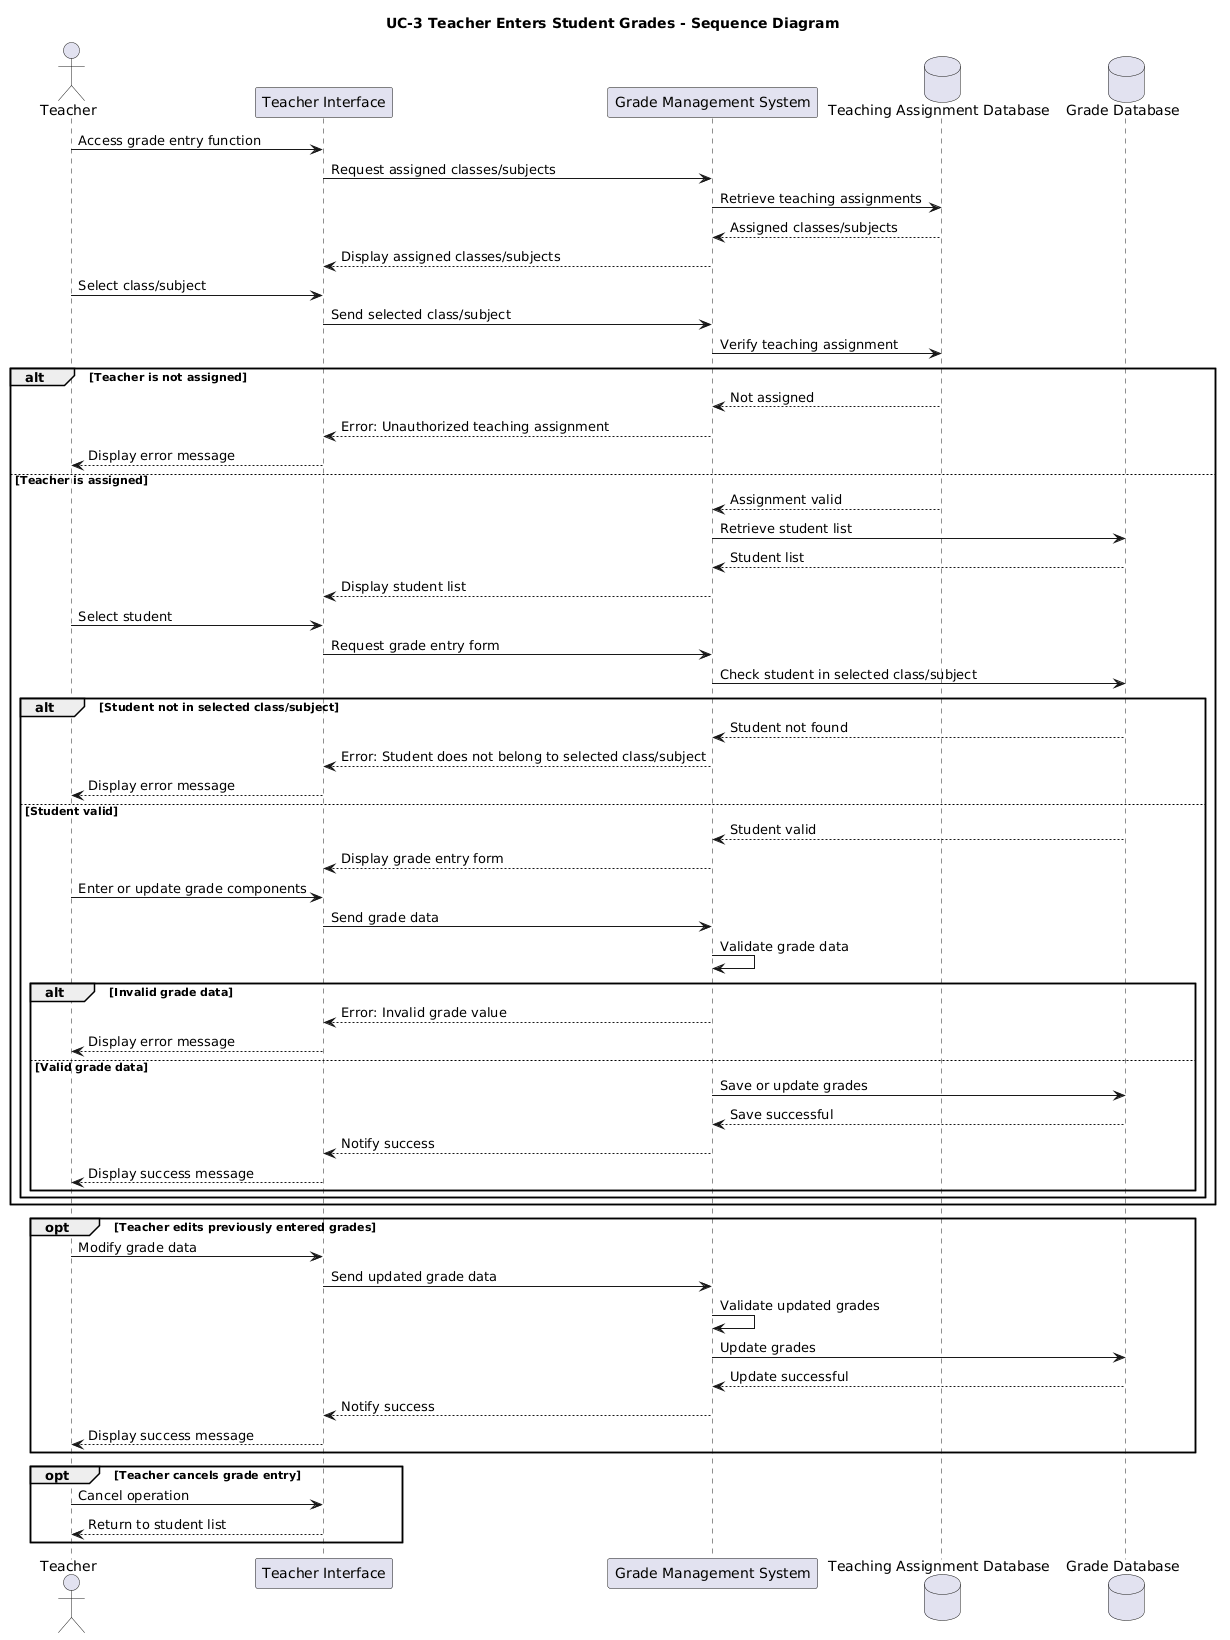 UC-3 Teacher Enters Student Grades - Sequence Diagram
Teacher
Teacher Interface
Grade Management System
Teaching Assignment Database
Grade Database
Access grade entry function
Request assigned classes/subjects
Retrieve teaching assignments
Assigned classes/subjects
Display assigned classes/subjects
Select class/subject
Send selected class/subject
Verify teaching assignment
alt [Teacher is not assigned]
Not assigned
Error: Unauthorized teaching assignment
Display error message
[Teacher is assigned]
Assignment valid
Retrieve student list
Student list
Display student list
Select student
Request grade entry form
Check student in selected class/subject
alt [Student not in selected class/subject]
Student not found
Error: Student does not belong to selected class/subject
Display error message
[Student valid]
Student valid
Display grade entry form
Enter or update grade components
Send grade data
Validate grade data
alt [Invalid grade data]
Error: Invalid grade value
Display error message
[Valid grade data]
Save or update grades
Save successful
Notify success
Display success message
opt [Teacher edits previously entered grades]
Modify grade data
Send updated grade data
Validate updated grades
Update grades
Update successful
Notify success
Display success message
opt [Teacher cancels grade entry]
Cancel operation
Return to student list
Teacher
Teacher Interface
Grade Management System
Teaching Assignment Database
Grade Database